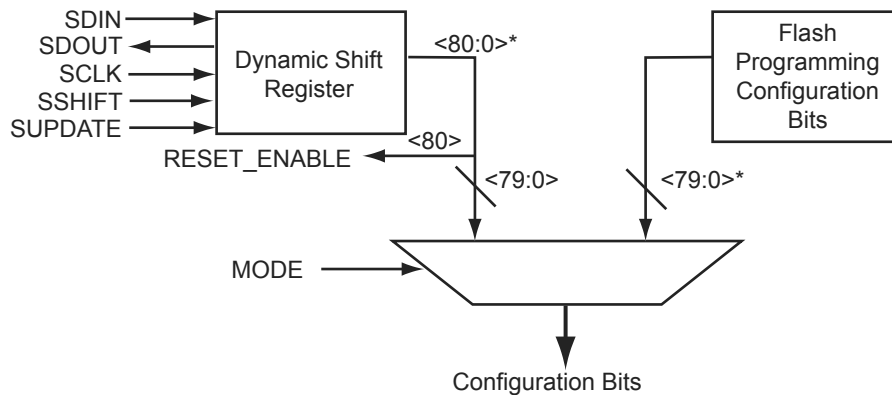 SDIN
SDOUT
SCLK
SSHIFT
SUPDATE
Dynamic Shift
Register
<80:0>*
Flash
Programming
Configuration
Bits
<80>
RESET_ENABLE
<79:0>
<79:0>*
MODE
Configuration Bits